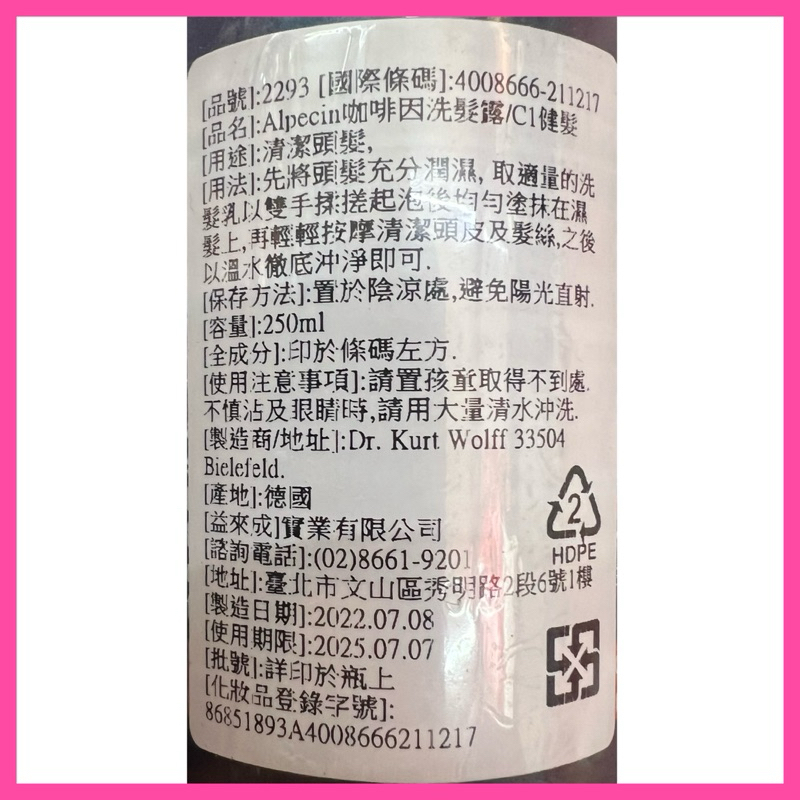 [品號]:2293 [國際條碼]:4008666-211217
[品名]:Alpecin咖啡因洗髮露/C1健髮
[用途]:清潔頭髮,
[用法]:先將頭髮充分潤濕, 取適量的洗
髮乳以雙手揉搓起泡後均勻塗抹在濕
髮上,再輕輕按摩清潔頭皮及髮絲,之後
以溫水徹底沖淨即可.
[保存方法]:置於陰涼處,避免陽光直射.
[容量]:250ml
[全成分]:印於條碼左方.
[使用注意事項]:請置孩童取得不到處.
不慎沾及眼睛時,請用大量清水沖洗.
[製造商/地址]:Dr. Kurt Wolff 33504
Bielefeld.
[產地]:德國
[益來成]實業有限公司
[諮詢電話]:(02)8661-9201
[地址]:臺北市文山區秀明路2段6號1樓
[製造日期]:2022.07.08
[使用期限]:2025.07.07
[批號]:詳印於瓶上
[化妝品登錄字號]:
86851893A4008666211217
2
HDPE